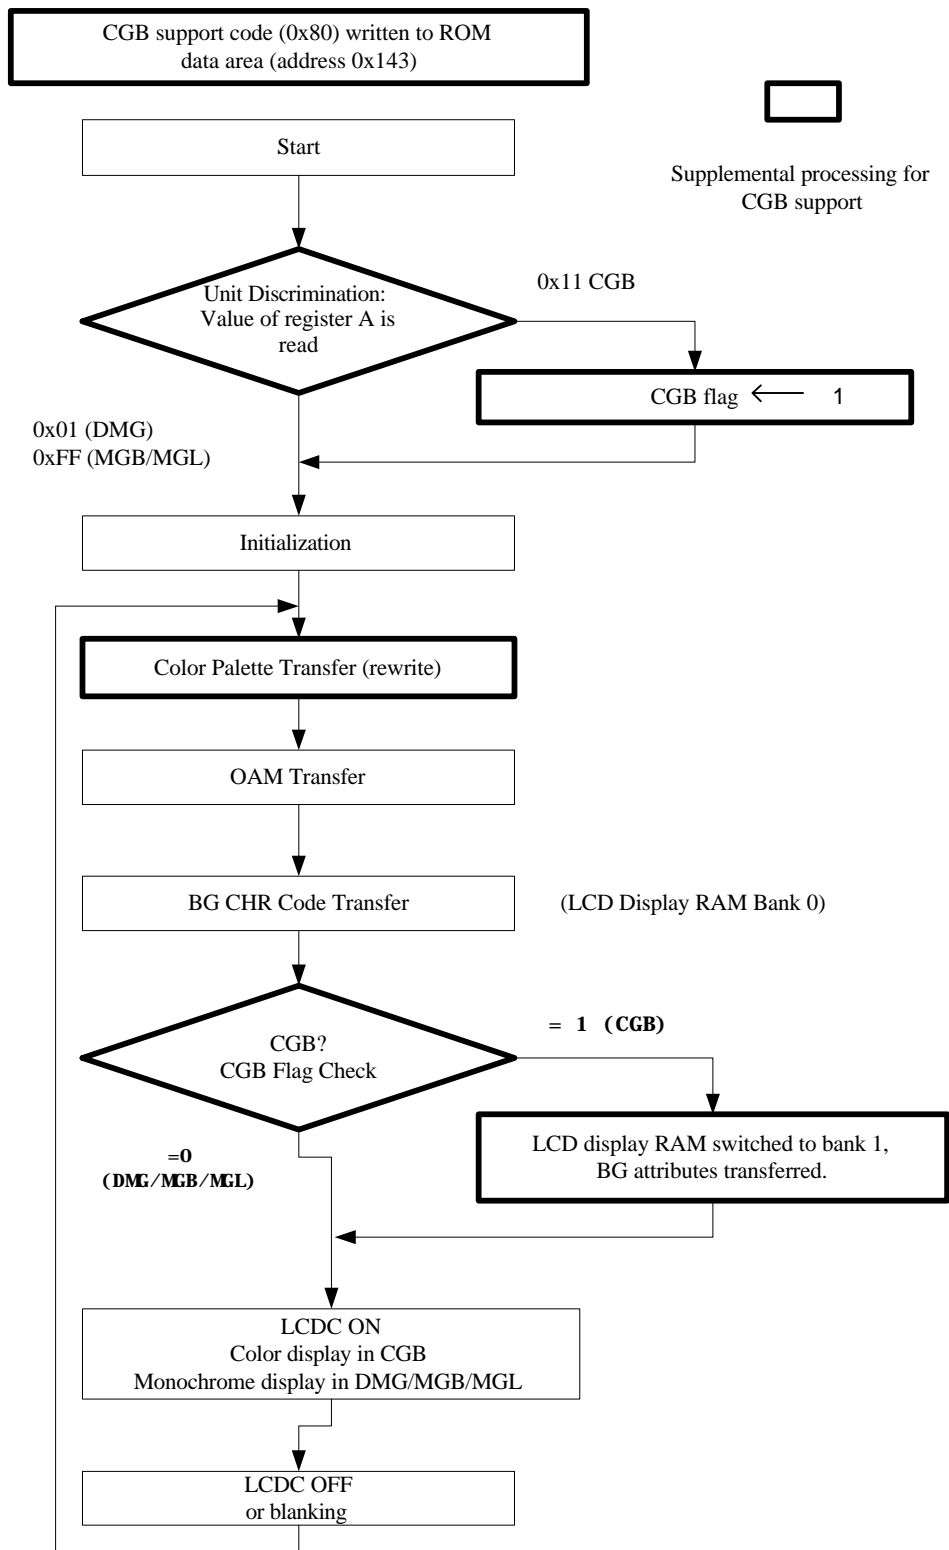 CGB support code (0x80) written to ROM
data area (address 0x143)
Start
Supplemental processing for
CGB support
Unit Discrimination:
Value of register A is
read
0x11 CGB
CGB flag ← 1
0x01 (DMG)
0xFF (MGB/MGL)
Initialization
Color Palette Transfer (rewrite)
OAM Transfer
BG CHR Code Transfer
(LCD Display RAM Bank 0)
CGB?
CGB Flag Check
= 1 (CGB)
LCD display RAM switched to bank 1,
BG attributes transferred.
=0
(DMG/MGB/MGL)
LCDC ON
Color display in CGB
Monochrome display in DMG/MGB/MGL
LCDC OFF
or blanking